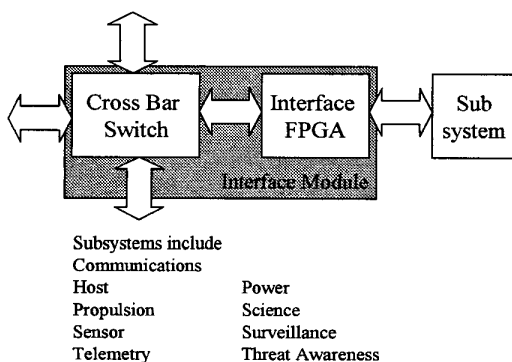 Cross Bar
Switch
Interface
FPGA
Sub
system
Interface Module
Subsystems include
Communications
Host Power
Propulsion Science
Sensor Surveillance
Telemetry Threat Awareness